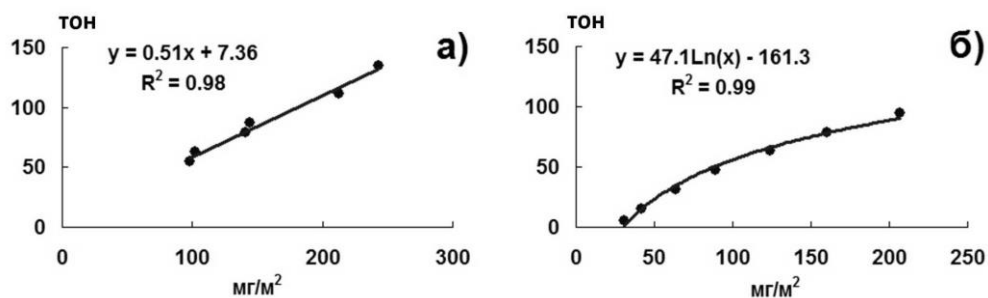 тон
150
y = 0.51x + 7.36
R² = 0.98
а)
100
50
0
0 100 200 300
мг/м²
тон
150
y = 47.1Ln(x) - 161.3
R² = 0.99
б)
100
50
0
0 50 100 150 200 250
мг/м²